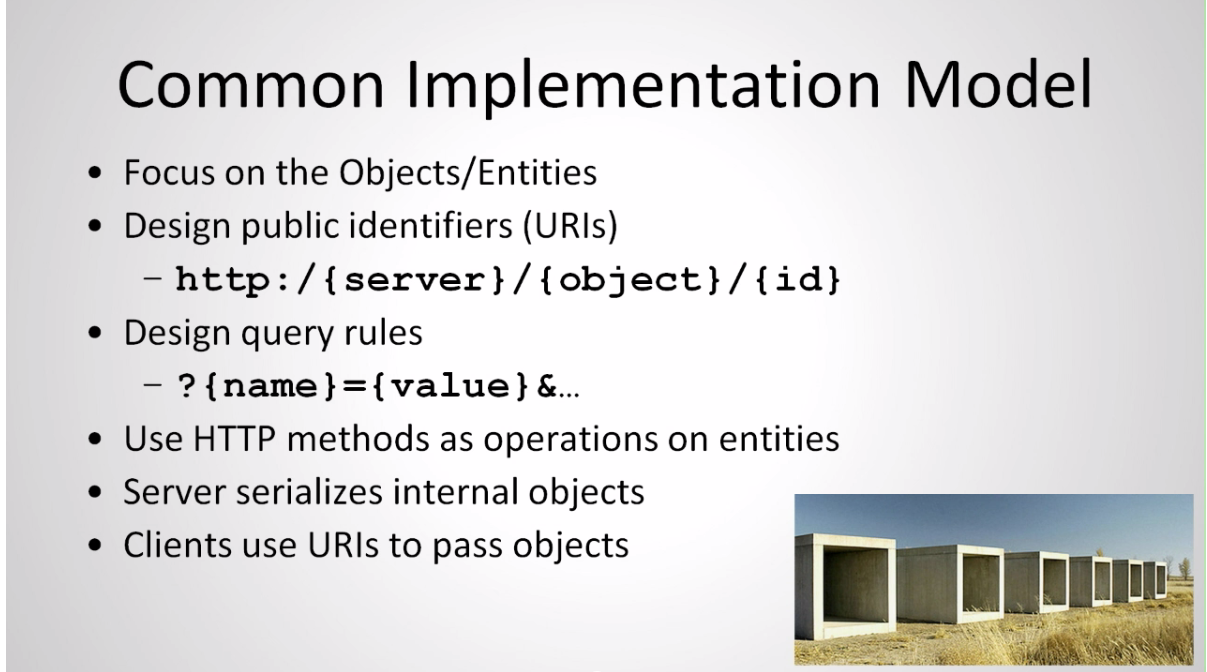 Common Implementation Model
• Focus on the Objects/Entities
• Design public identifiers (URIs)
– http:/{server}/{object}/{id}
• Design query rules
– ?{name}={value}&…
• Use HTTP methods as operations on entities
• Server serializes internal objects
• Clients use URIs to pass objects